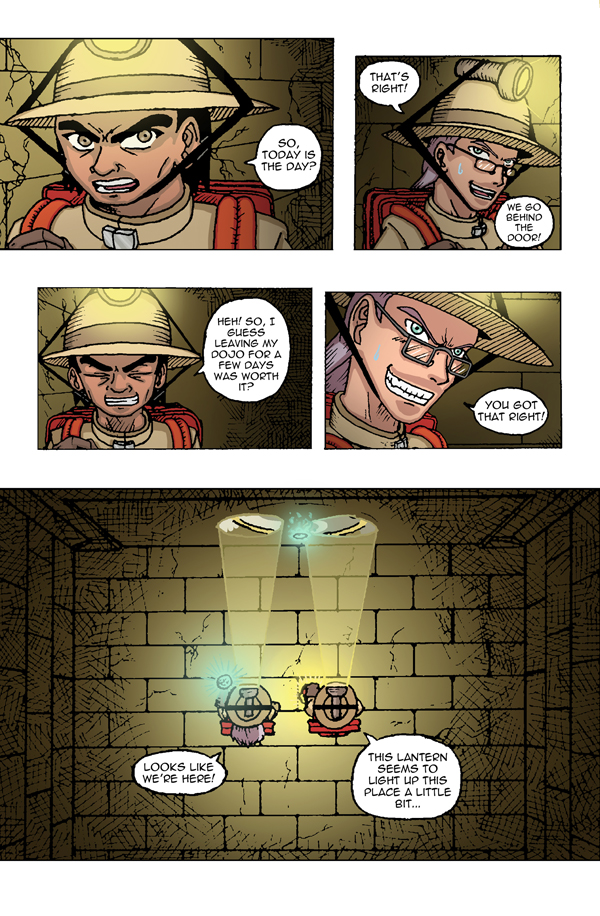 SO,
TODAY IS
THE DAY?
THAT'S
RIGHT!
WE GO
BEHIND
THE
DOOR!
HEH! SO, I
GUESS
LEAVING MY
DOJO FOR A
FEW DAYS
WAS WORTH
IT?
YOU GOT
THAT RIGHT!
LOOKS LIKE
WE'RE HERE!
THIS LANTERN
SEEMS TO
LIGHT UP THIS
PLACE A LITTLE
BIT...